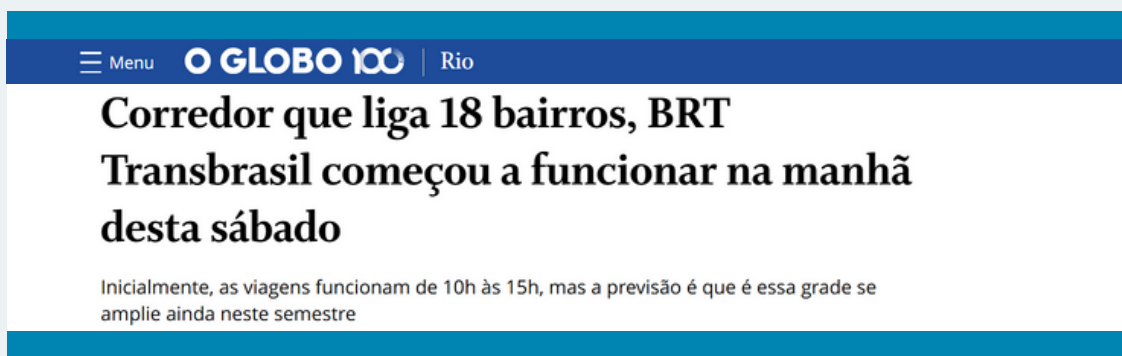 Menu O GLOBO 100 | Rio
Corredor que liga 18 bairros, BRT
Transbrasil começou a funcionar na manhã
desta sábado
Inicialmente, as viagens funcionam de 10h às 15h, mas a previsão é que é essa grade se
amplie ainda neste semestre